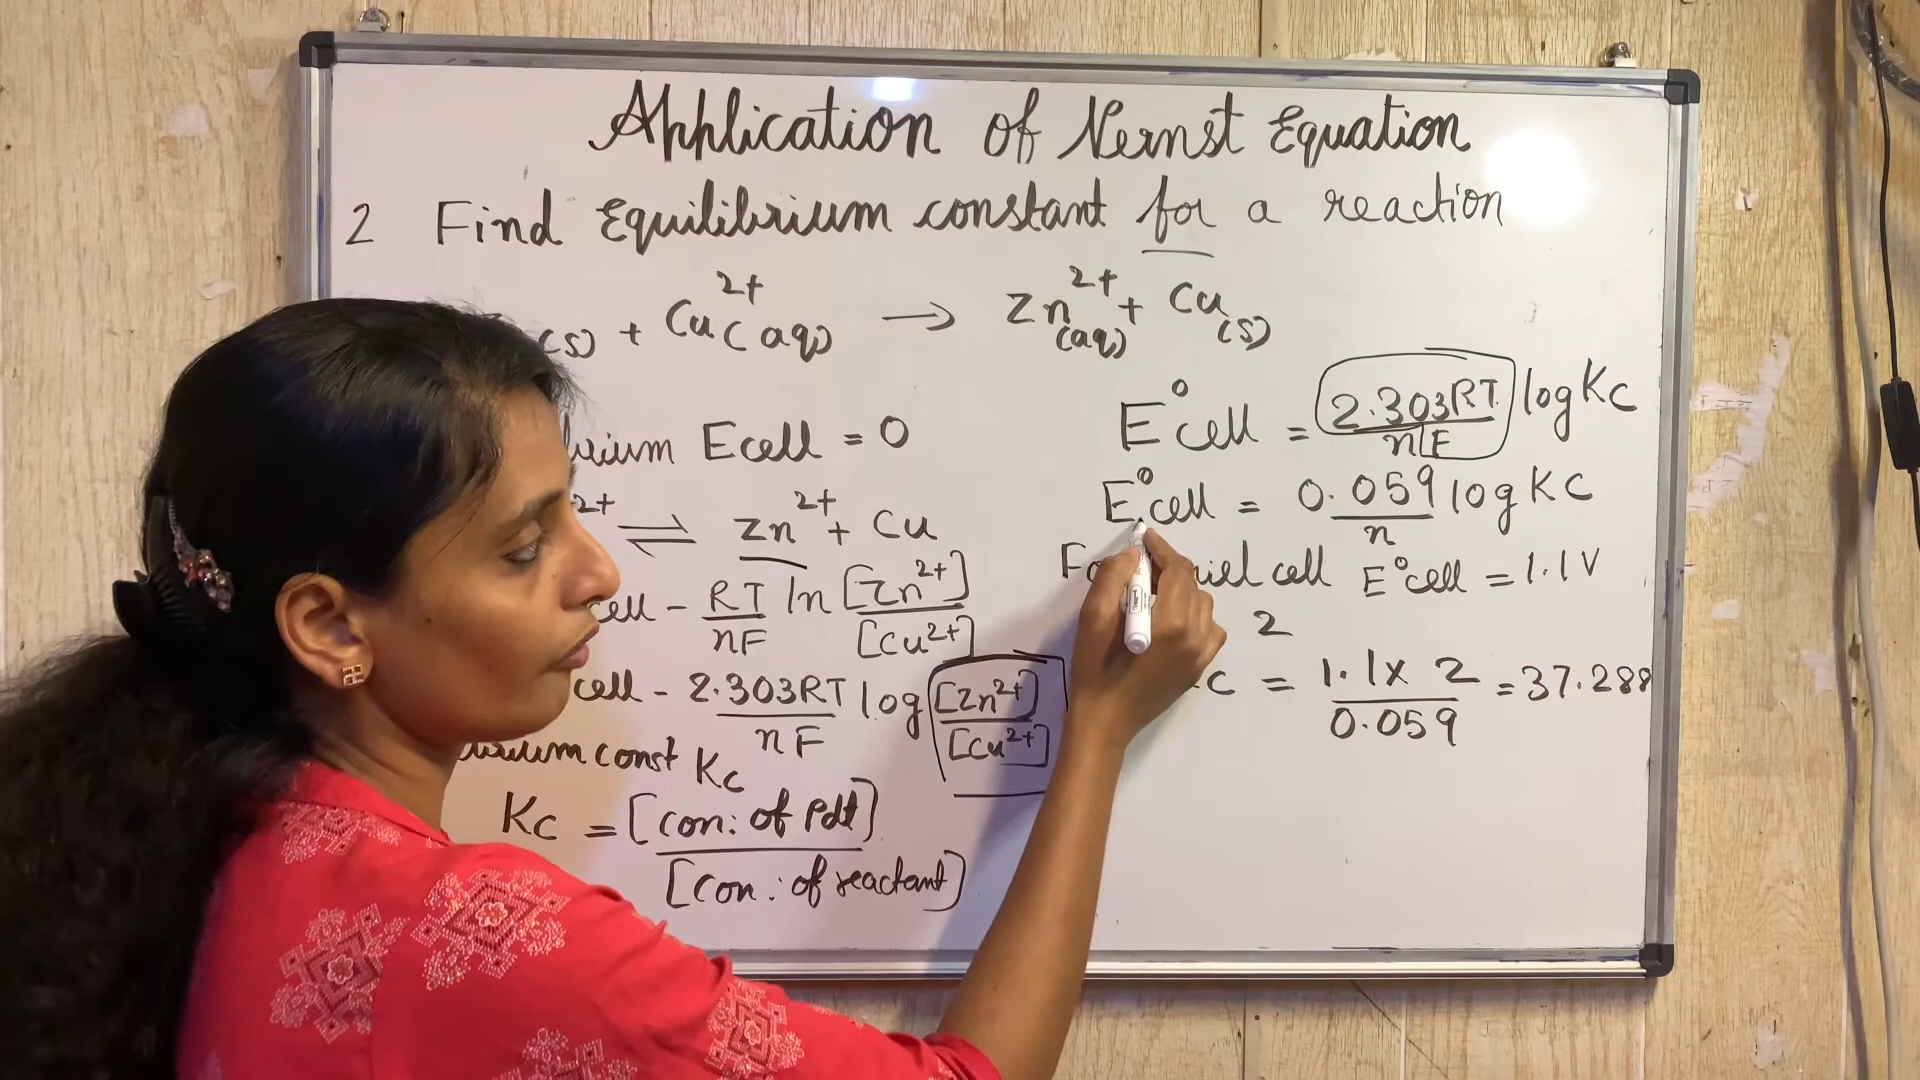 Application of Nernst Equation
2 Find Equilibrium constant for a reaction
(s) + Cu²⁺(aq) → Zn²⁺(aq) + Cu(s)
Ecell = 0
2+ ⇌ Zn²⁺ + Cu
cell - RT/nF ln [Zn²⁺]/[Cu²⁺]
cell - 2.303RT/nF log [Zn²⁺]/[Cu²⁺]
const Kc
Kc = [con: of Pdt]/[con: of reactant]
E°cell = 2.303RT/nF log Kc
E°cell = 0.059/n log Kc
cell E°cell = 1.1V
2
c = 1.1 x 2/0.059 = 37.288